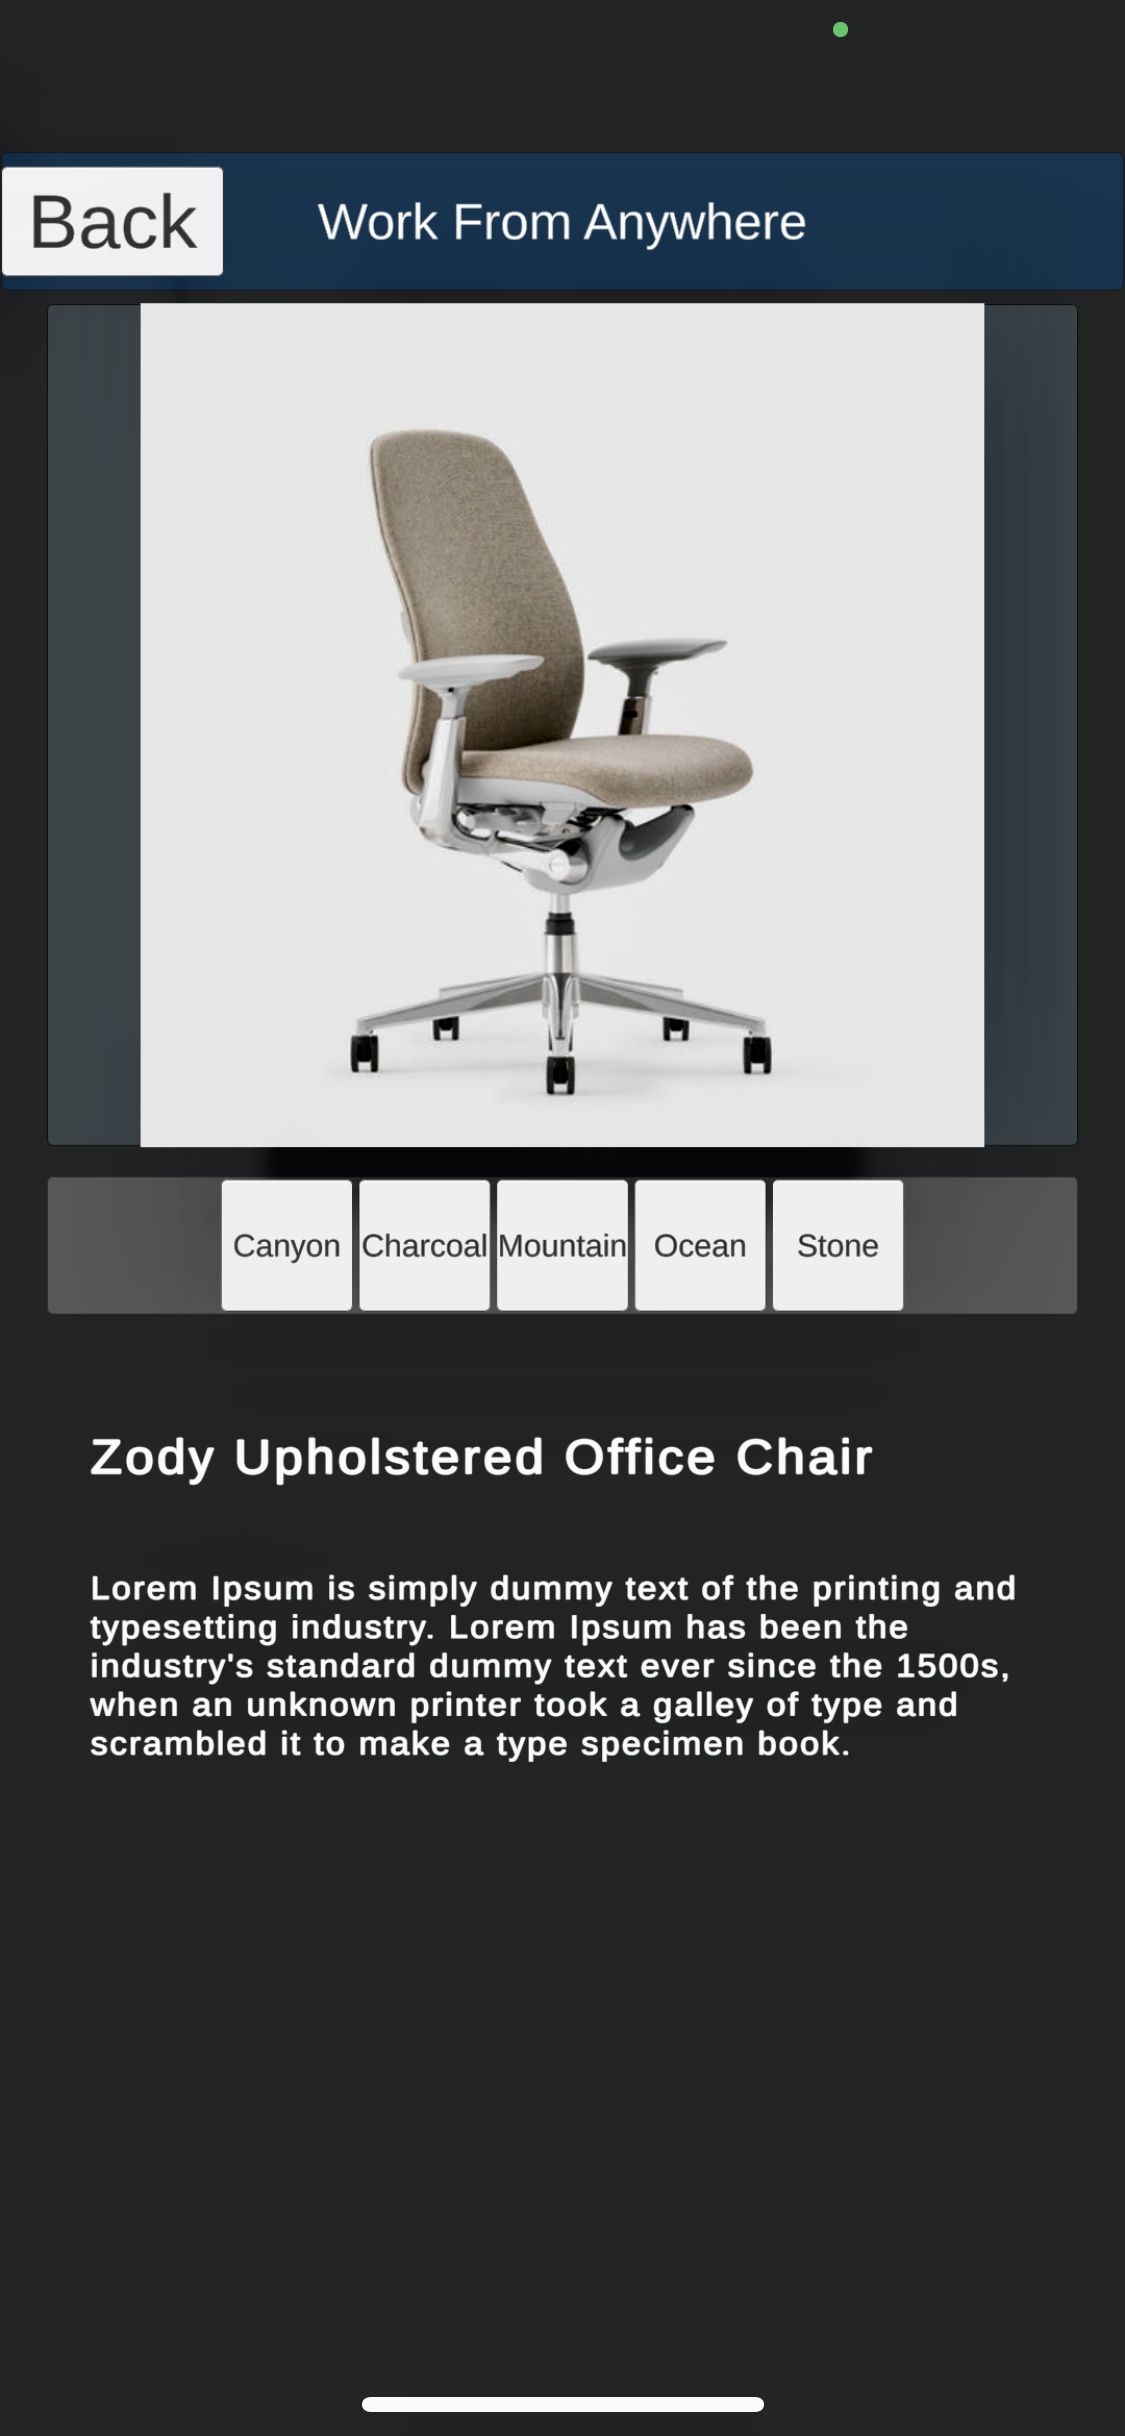 Back
Work From Anywhere
Canyon
Charcoal
Mountain
Ocean
Stone
Zody Upholstered Office Chair
Lorem Ipsum is simply dummy text of the printing and
typesetting industry. Lorem Ipsum has been the
industry's standard dummy text ever since the 1500s,
when an unknown printer took a galley of type and
scrambled it to make a type specimen book.